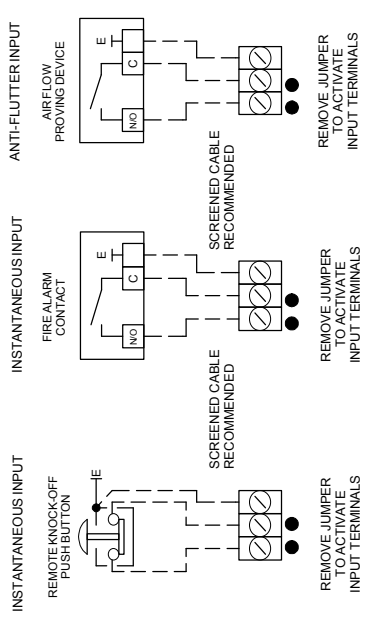 INSTANTANEOUS INPUT
REMOTE KNOCK-OFF
PUSH BUTTON
E
SCREENED CABLE
RECOMMENDED
REMOVE JUMPER
TO ACTIVATE
INPUT TERMINALS
INSTANTANEOUS INPUT
FIRE ALARM
CONTACT
E
N/O
C
SCREENED CABLE
RECOMMENDED
REMOVE JUMPER
TO ACTIVATE
INPUT TERMINALS
ANTI-FLUTTER INPUT
AIRFLOW
PROVING DEVICE
E
N/O
C
REMOVE JUMPER
TO ACTIVATE
INPUT TERMINALS